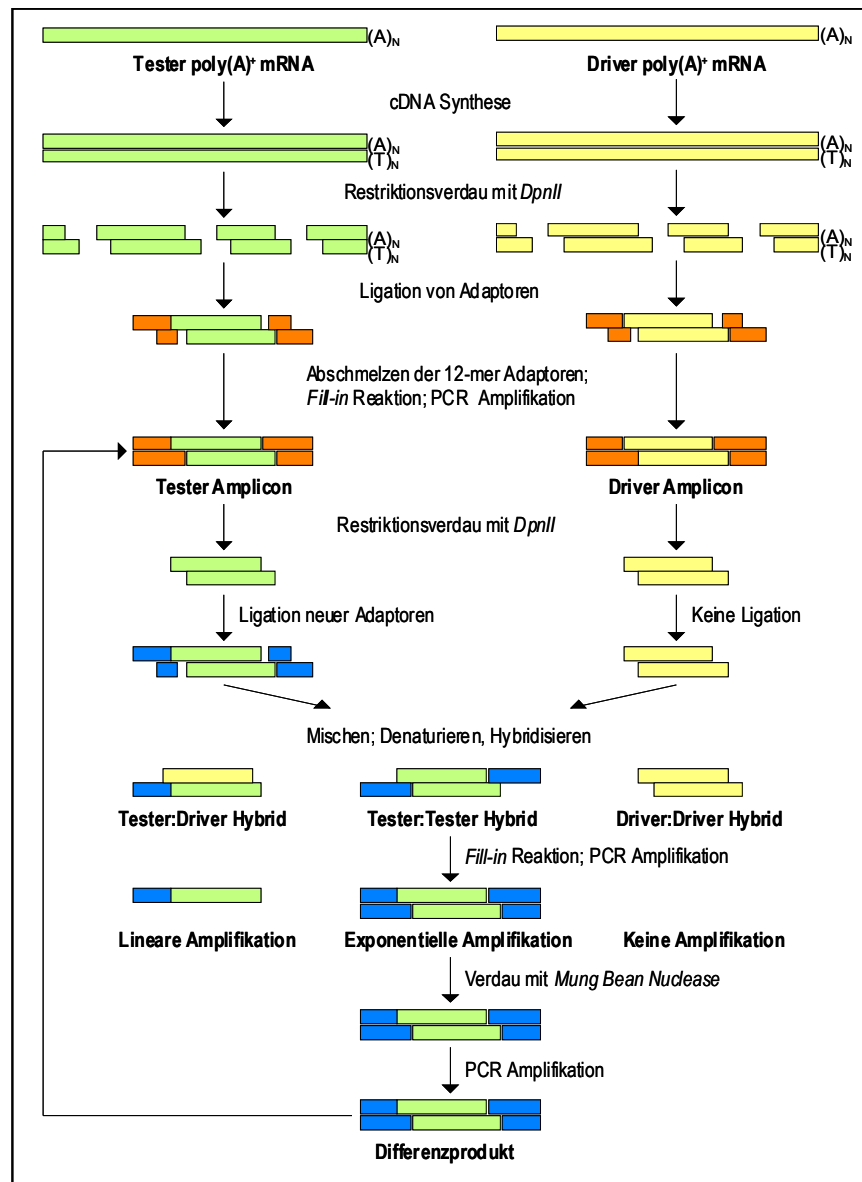 (A)N (A)N
Tester poly(A)+ mRNA Driver poly(A)+ mRNA
cDNA Synthese
(A)N (A)N
(T)N (T)N
Restriktionsverdau mit DpnII
(A)N (A)N
(T)N (T)N
Ligation von Adaptoren
Abschmelzen der 12-mer Adaptoren;
Fill-in Reaktion; PCR Amplifikation
Tester Amplicon Driver Amplicon
Restriktionsverdau mit DpnII
Ligation neuer Adaptoren Keine Ligation
Mischen; Denaturieren, Hybridisieren
Tester:Driver Hybrid Tester:Tester Hybrid Driver:Driver Hybrid
Fill-in Reaktion; PCR Amplifikation
Lineare Amplifikation Exponentielle Amplifikation Keine Amplifikation
Verdau mit Mung Bean Nuclease
PCR Amplifikation
Differenzprodukt